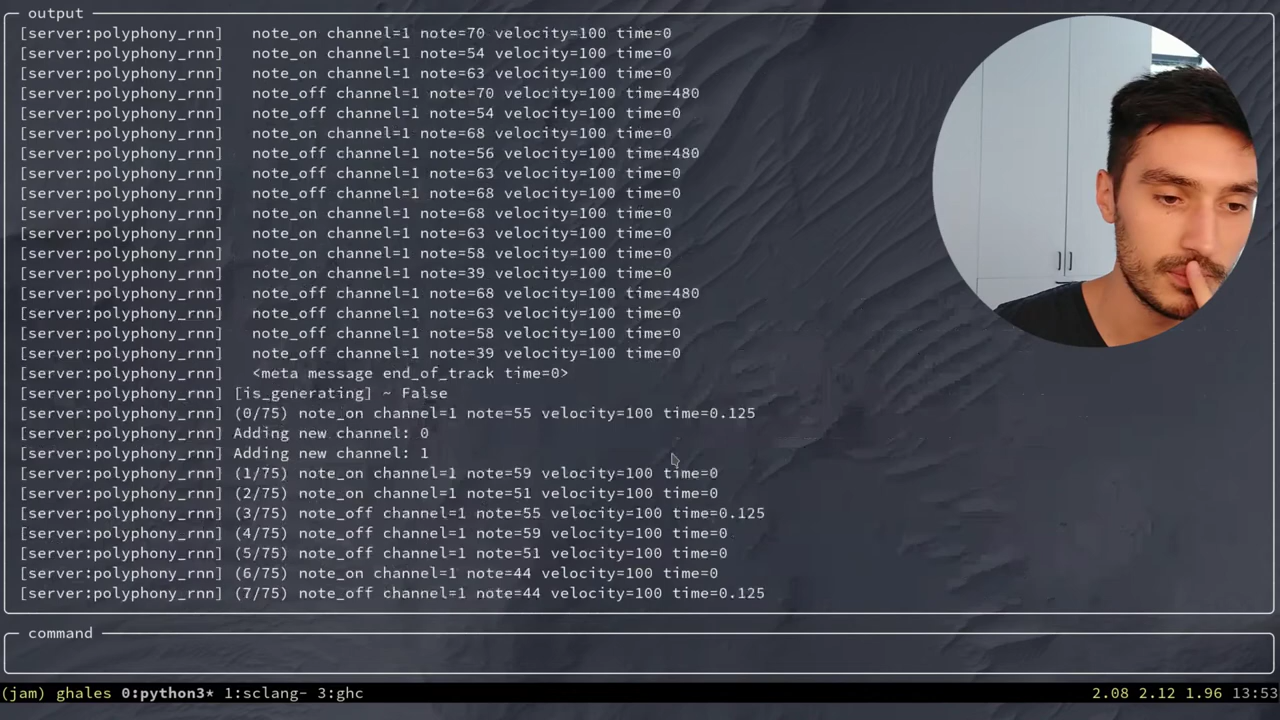 output
[server:polyphony_rnn]   note_on channel=1 note=70 velocity=100 time=0
[server:polyphony_rnn]   note_on channel=1 note=54 velocity=100 time=0
[server:polyphony_rnn]   note_on channel=1 note=63 velocity=100 time=0
[server:polyphony_rnn]   note_off channel=1 note=70 velocity=100 time=480
[server:polyphony_rnn]   note_off channel=1 note=54 velocity=100 time=0
[server:polyphony_rnn]   note_on channel=1 note=68 velocity=100 time=0
[server:polyphony_rnn]   note_off channel=1 note=56 velocity=100 time=480
[server:polyphony_rnn]   note_off channel=1 note=63 velocity=100 time=0
[server:polyphony_rnn]   note_off channel=1 note=68 velocity=100 time=0
[server:polyphony_rnn]   note_on channel=1 note=68 velocity=100 time=0
[server:polyphony_rnn]   note_on channel=1 note=63 velocity=100 time=0
[server:polyphony_rnn]   note_on channel=1 note=58 velocity=100 time=0
[server:polyphony_rnn]   note_on channel=1 note=39 velocity=100 time=0
[server:polyphony_rnn]   note_off channel=1 note=68 velocity=100 time=480
[server:polyphony_rnn]   note_off channel=1 note=63 velocity=100 time=0
[server:polyphony_rnn]   note_off channel=1 note=58 velocity=100 time=0
[server:polyphony_rnn]   note_off channel=1 note=39 velocity=100 time=0
[server:polyphony_rnn]   <meta message end_of_track time=0>
[server:polyphony_rnn] [is_generating] ~ False
[server:polyphony_rnn] (0/75) note_on channel=1 note=55 velocity=100 time=0.125
[server:polyphony_rnn] Adding new channel: 0
[server:polyphony_rnn] Adding new channel: 1
[server:polyphony_rnn] (1/75) note_on channel=1 note=59 velocity=100 time=0
[server:polyphony_rnn] (2/75) note_on channel=1 note=51 velocity=100 time=0
[server:polyphony_rnn] (3/75) note_off channel=1 note=55 velocity=100 time=0.125
[server:polyphony_rnn] (4/75) note_off channel=1 note=59 velocity=100 time=0
[server:polyphony_rnn] (5/75) note_off channel=1 note=51 velocity=100 time=0
[server:polyphony_rnn] (6/75) note_on channel=1 note=44 velocity=100 time=0
[server:polyphony_rnn] (7/75) note_off channel=1 note=44 velocity=100 time=0.125
command
(jam) ghales 0:python3* 1:sclang- 3:ghc 2.08 2.12 1.96 13:53